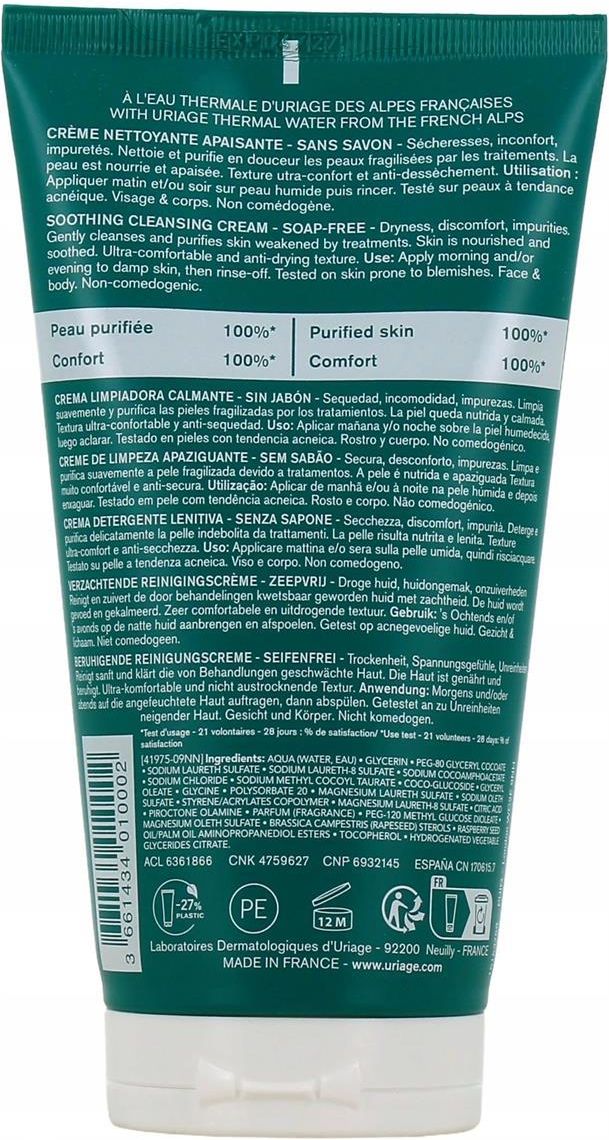 À L'EAU THERMALE D'URIAGE DES ALPES FRANÇAISES
WITH URIAGE THERMAL WATER FROM THE FRENCH ALPS
CRÈME NETTOYANTE APAISANTE - SANS SAVON - Sécheresses, inconfort,
impuretés. Nettoie et purifie en douceur les peaux fragilisées par les traitements. La
peau est nourrie et apaisée. Texture utra-confort et anti-dessèchement. Utilisation :
Appliquer matin et/ou soir sur peau humide puis rincer. Testé sur peaux à tendance
acnéique. Visage & corps. Non comédogène.
SOOTHING CLEANSING CREAM - SOAP-FREE - Dryness, discomfort, impurities.
Gently cleanses and purifies skin weakened by treatments. Skin is nourished and
soothed. Ultra-comfortable and anti-drying texture. Use: Apply morning and/or
evening to damp skin, then rinse-off. Tested on skin prone to blemishes. Face &
body. Non-comedogenic.
Peau purifiée 100%* Purified skin 100%*
Confort 100%* Comfort 100%*
CREMA LIMPIADORA CALMANTE - SIN JABÓN - Sequedad, incomodidad, impurezas. Limpia
suavemente y purifica las pieles fragilizadas por los tratamientos. La piel queda nutrida y calmada.
Textura ultra-confortable y anti-sequedad. Uso: Aplicar mañana y/o noche sobre la piel humedecida,
luego aclarar. Testado en pieles con tendencia acneica. Rostro y cuerpo. No comedogénico.
CREME DE LIMPEZA APAZIGUANTE - SEM SABÃO - Secura, desconforto, impurezas. Limpa e
purifica suavemente a pele fragilizada devido a tratamentos. A pele é nutrida e apaziguada Textura
muito confortável e anti-secura. Utilização: Aplicar de manhã e/ou à noite na pele húmida e depois
enxaguar. Testado em pele com tendência acneica. Rosto e corpo. Não comedogénico.
CREMA DETERGENTE LENITIVA - SENZA SAPONE - Secchezza, discomfort, impurità. Deterge e
purifica delicatamente la pelle indebolita da trattamenti. La pelle risulta nutrita e lenita. Texture
ultra-comfort e anti-secchezza. Uso: Applicare mattina e/o sera sulla pelle umida, quindi risciacquare.
Testato su pelle a tendenza acneica. Viso e corpo. Non comedogeno.
VERZACHTENDE REINIGINGSCRÈME - ZEEPVRIJ - Droge huid, huidongemak, onzuiverheden
Reinigt en zuivert de door behandelingen kwetsbaar geworden huid met zachtheid. De huid wordt
gevoed en gekalmeerd. Zeer comfortabele en uitdrogende textuur. Gebruik: 's Ochtends en/of
's avonds op de natte huid aanbrengen en afspoelen. Getest op acnegevoelige huid. Gezicht &
lichaam. Niet comedogeen.
BERUHIGENDE REINIGUNGSCREME - SEIFENFREI - Trockenheit, Spannungsgefühle, Unreinheiten
Reinigt sanft und klärt die von Behandlungen geschwächte Haut. Die Haut ist genährt und
beruhigt. Ultra-komfortable und nicht austrocknende Textur. Anwendung: Morgens und/oder
abends auf die angefeuchtete Haut auftragen, dann abspülen. Getestet an zu Unreinheiten
neigender Haut. Gesicht und Körper. Nicht komedogen.
*Test d'usage - 21 volontaires - 28 jours : % de satisfaction/ *Use test - 21 volunteers - 28 days: % of
satisfaction
[41975-09NN] Ingredients: AQUA (WATER, EAU) • GLYCERIN • PEG-80 GLYCERYL COCOATE
• SODIUM LAURETH SULFATE • SODIUM LAURETH-8 SULFATE • SODIUM COCOAMPHOACETATE
• SODIUM CHLORIDE • SODIUM METHYL COCOYL TAURATE • COCO-GLUCOSIDE • GLYCERYL
OLEATE • GLYCINE • POLYSORBATE 20 • MAGNESIUM LAURETH SULFATE • SODIUM OLETH
SULFATE • STYRENE/ACRYLATES COPOLYMER • MAGNESIUM LAURETH-8 SULFATE • CITRIC ACID
• PIROCTONE OLAMINE • PARFUM (FRAGRANCE) • PEG-120 METHYL GLUCOSE DIOLEATE •
MAGNESIUM OLETH SULFATE • BRASSICA CAMPESTRIS (RAPESEED) STEROLS • RASPBERRY SEED
OIL/PALM OIL AMINOPROPANEDIOL ESTERS • TOCOPHEROL • HYDROGENATED VEGETABLE
GLYCERIDES CITRATE.
ACL 6361866 CNK 4759627 CNP 6932145 ESPAÑA CN 170615.7
3 661434 010002
-27%
PLASTIC
PE
12 M
FR
Laboratoires Dermatologiques d'Uriage - 92200 Neuilly - FRANCE
MADE IN FRANCE - www.uriage.com